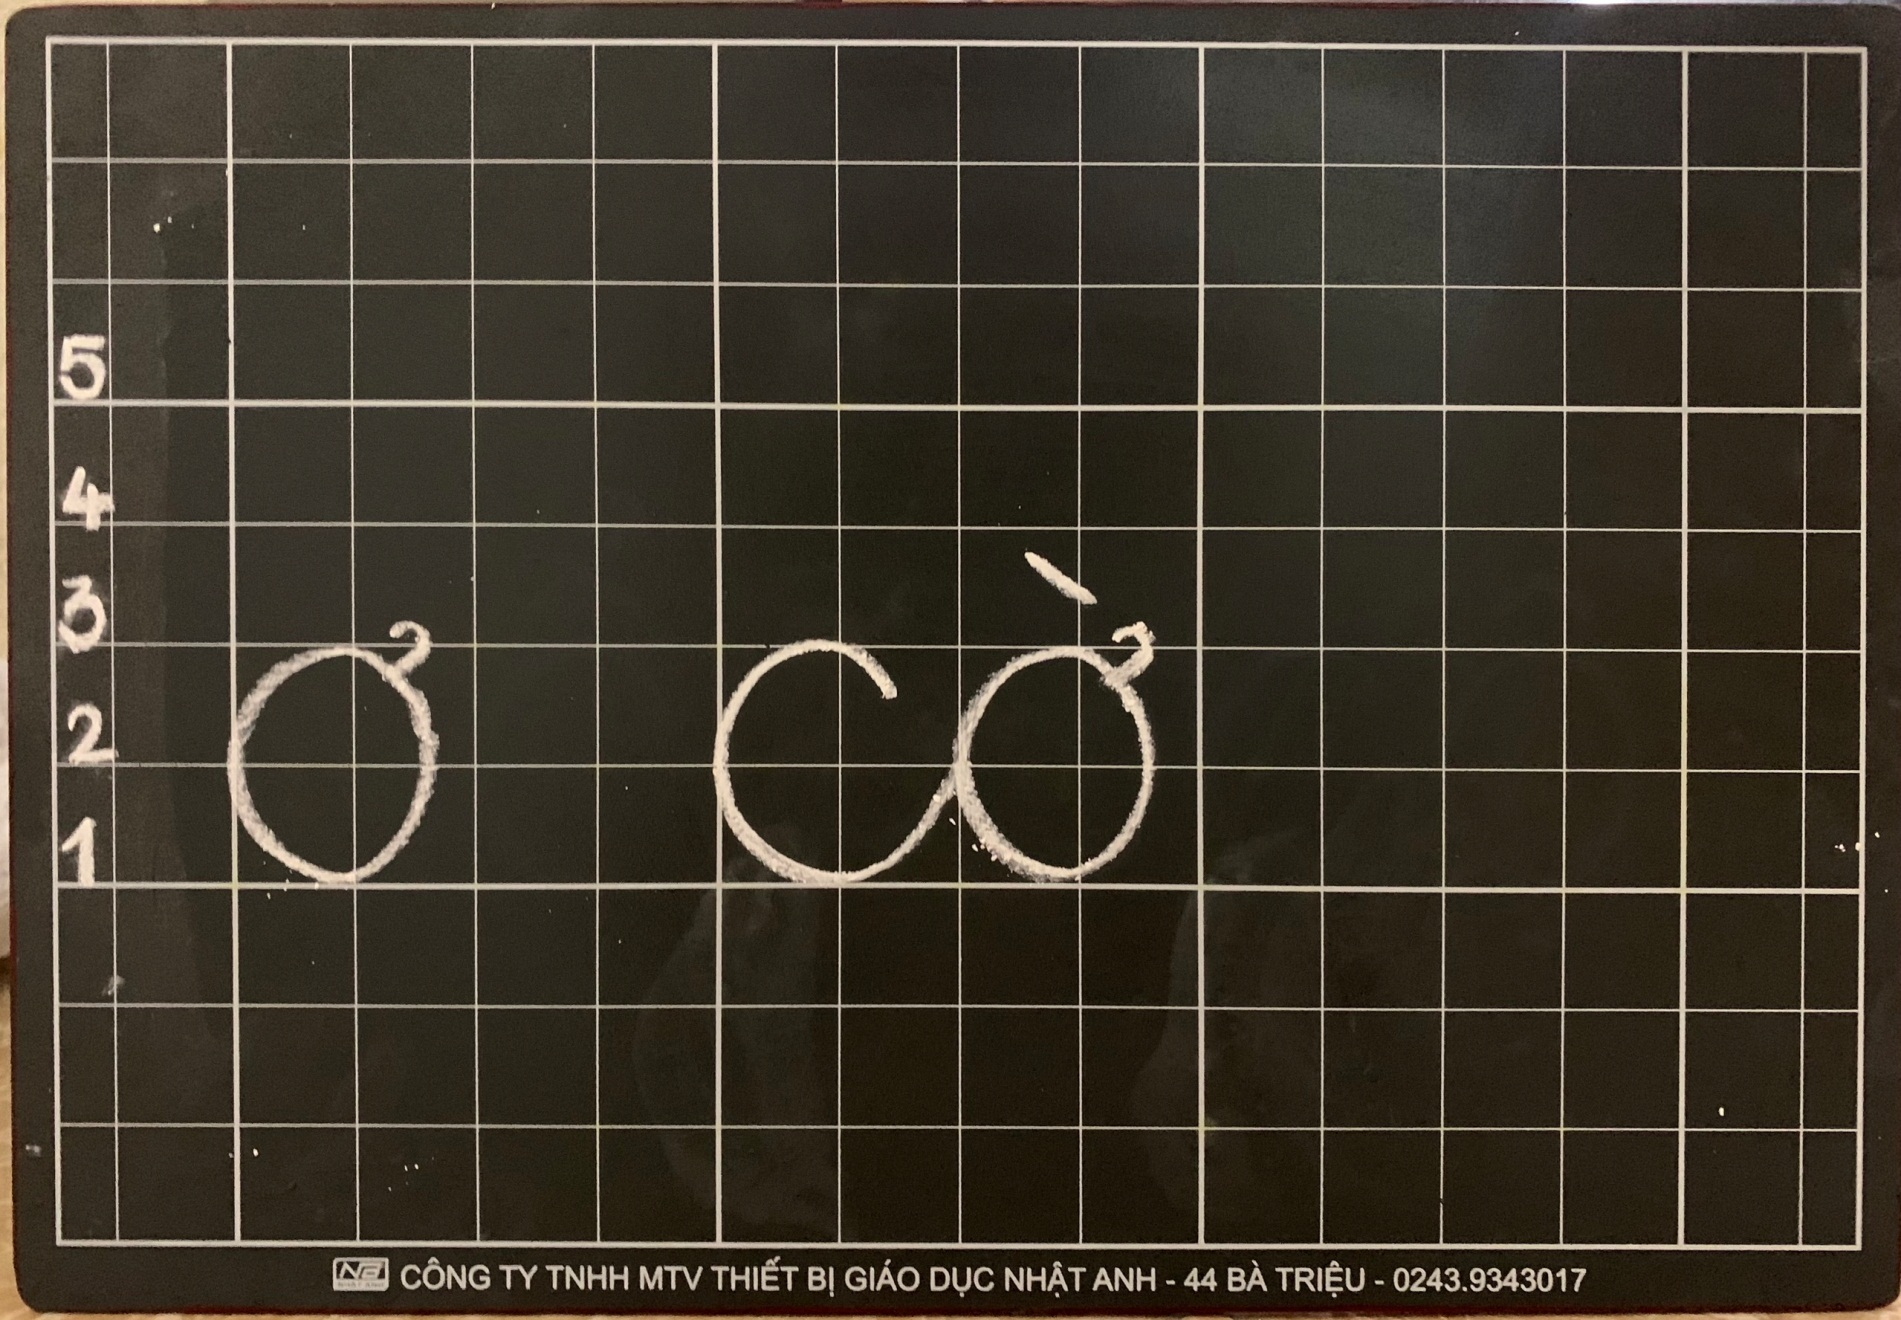 5
4
3
2
1
ơ cờ
CÔNG TY TNHH MTV THIẾT BỊ GIÁO DỤC NHẬT ANH - 44 BÀ TRIỆU - 0243.9343017